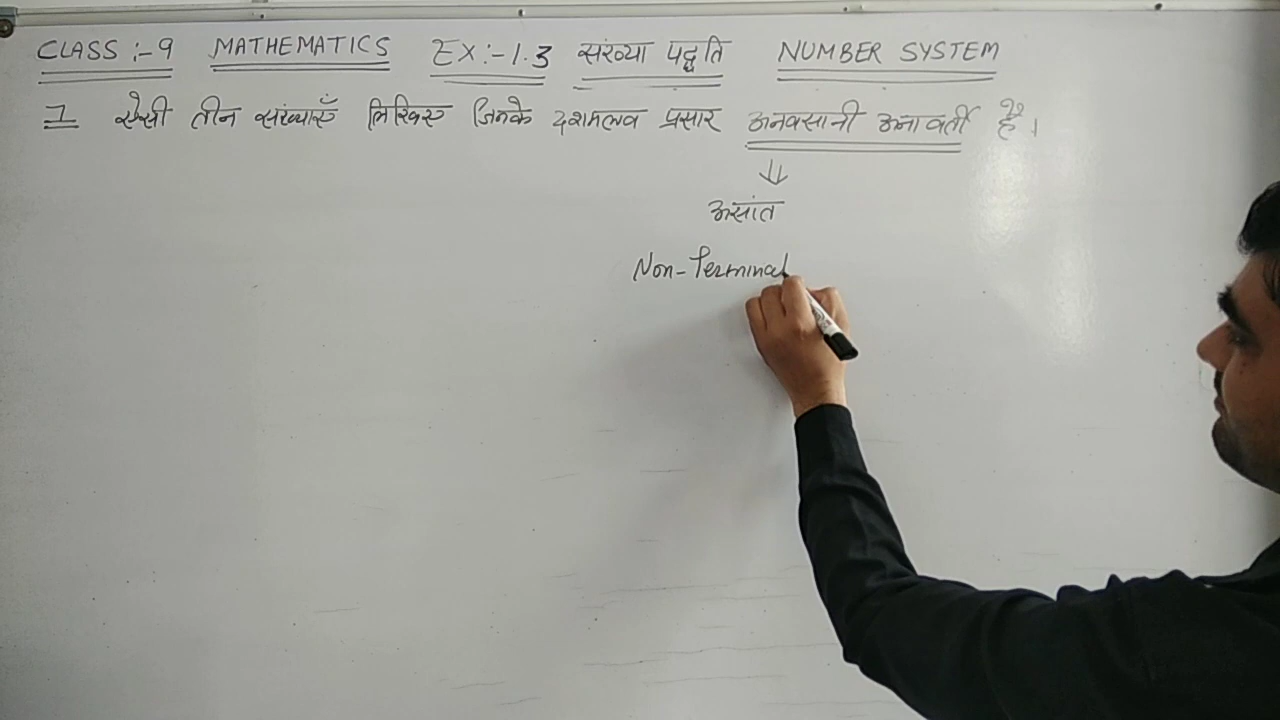 CLASS :- 9 MATHEMATICS EX:-1.3 संख्या पद्धति NUMBER SYSTEM
1 ऐसी तीन संख्याएँ लिखिए जिनके दशमलव प्रसार अनवसानी अनावर्ती हैं।
⇓
असांत
Non-Terminal